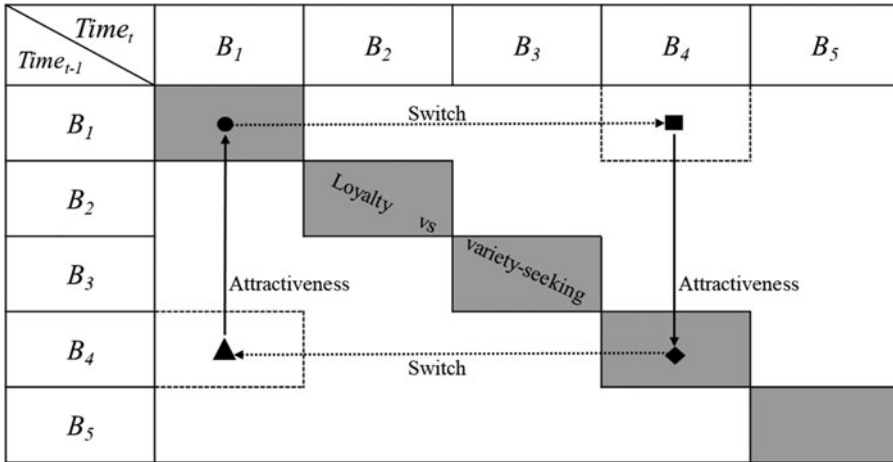 Time_t
Time_{t-1}
B_1 B_2 B_3 B_4 B_5
B_1
Switch
B_2
Loyalty vs variety-seeking
B_3
Attractiveness Attractiveness
B_4
Switch
B_5